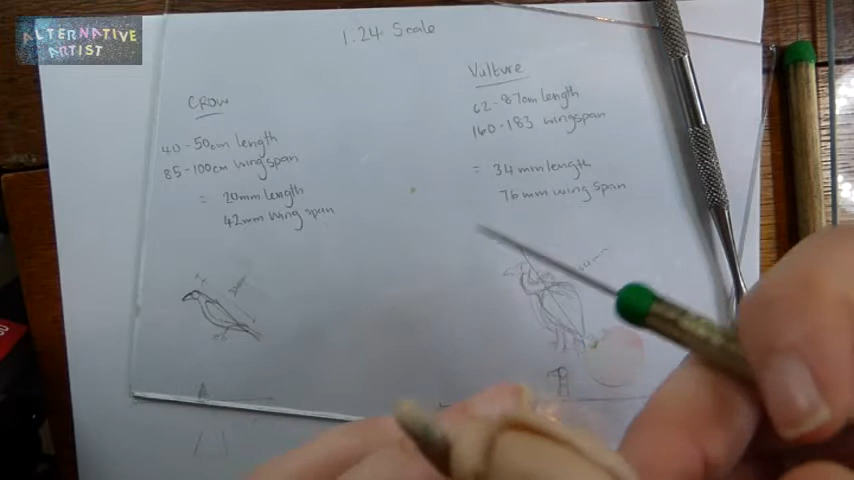 ALTERNATIVE
ARTIST
1.24 Scale
Crow
40-50cm length
85-100cm wingspan
= 20mm length
42mm wing span
Vulture
62-87cm length
160-183 wingspan
= 34mm length
76mm wing span